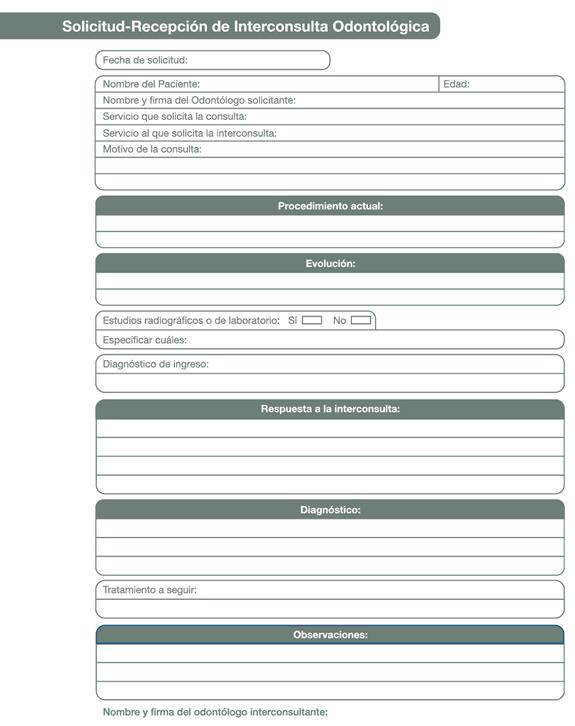 Solicitud-Recepción de Interconsulta Odontológica
Fecha de solicitud:
Nombre del Paciente: Edad:
Nombre y firma del Odontólogo solicitante:
Servicio que solicita la consulta:
Servicio al que solicita la interconsulta:
Motivo de la consulta:
Procedimiento actual:
Evolución:
Estudios radiográficos o de laboratorio: Sí No
Especificar cuáles:
Diagnóstico de ingreso:
Respuesta a la interconsulta:
Diagnóstico:
Tratamiento a seguir:
Observaciones:
Nombre y firma del odontólogo interconsultante: